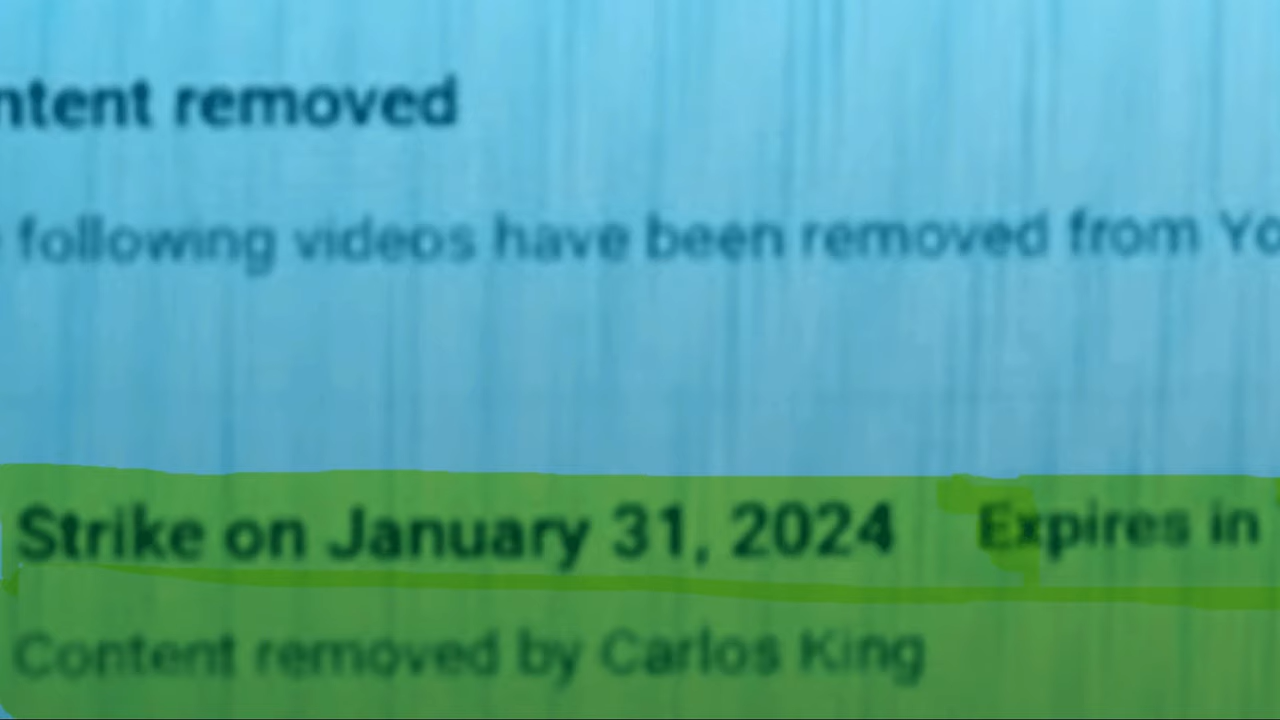 ntent removed
following videos have been removed from Yo
Strike on January 31, 2024 Expires in
Content removed by Carlos King